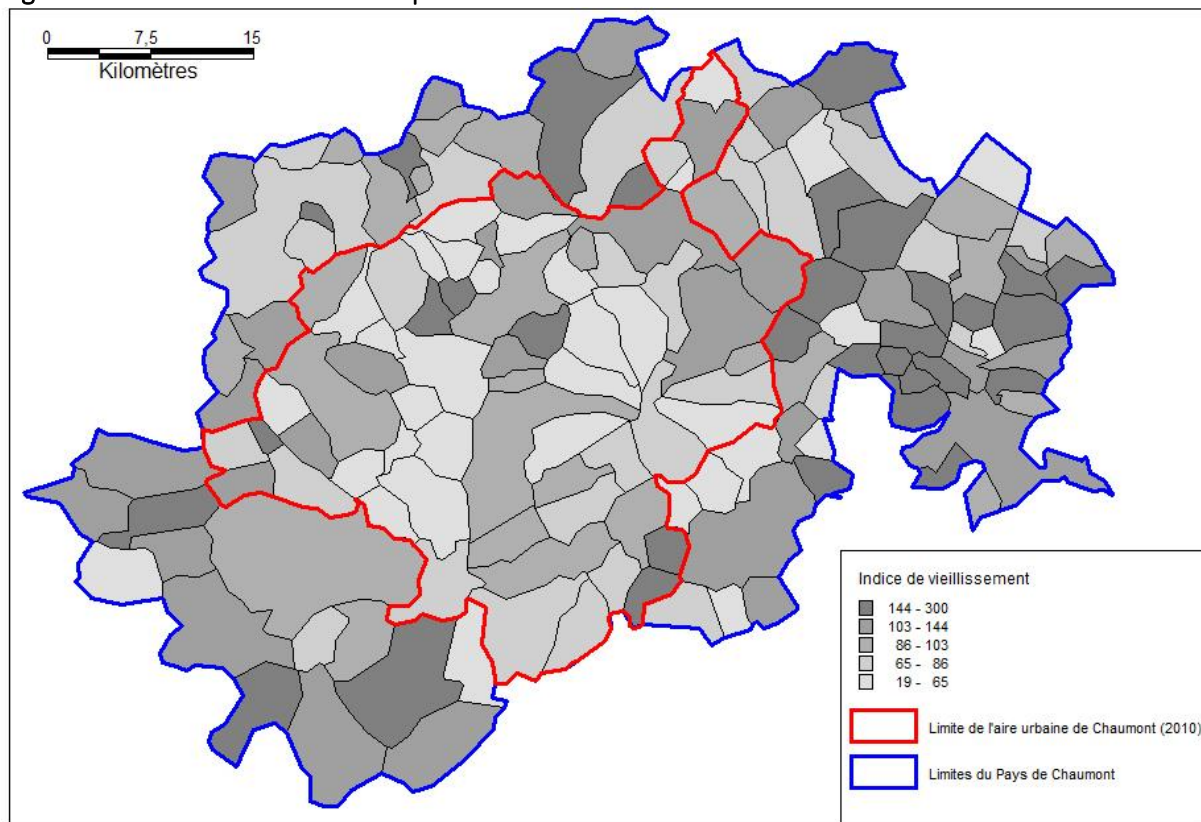 0 7,5 15
Kilomètres
Indice de vieillissement
144 - 300
103 - 144
86 - 103
65 - 86
19 - 65
Limite de l'aire urbaine de Chaumont (2010)
Limites du Pays de Chaumont